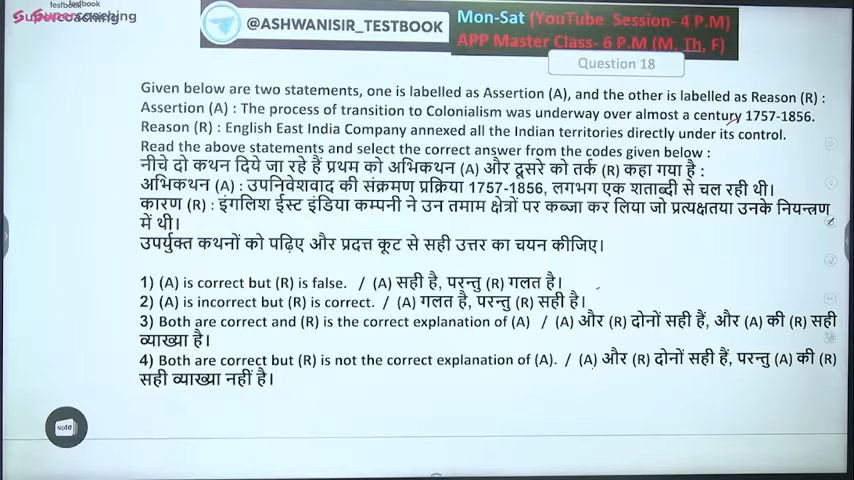 testbook
Supercoaching
@ASHWANISIR_TESTBOOK
Mon-Sat (YouTube Session- 4 P.M)
APP Master Class- 6 P.M (M, Th, F)
Question 18
Given below are two statements, one is labelled as Assertion (A), and the other is labelled as Reason (R) :
Assertion (A) : The process of transition to Colonialism was underway over almost a century 1757-1856.
Reason (R) : English East India Company annexed all the Indian territories directly under its control.
Read the above statements and select the correct answer from the codes given below :
नीचे दो कथन दिये जा रहे हैं प्रथम को अभिकथन (A) और दूसरे को तर्क (R) कहा गया है :
अभिकथन (A) : उपनिवेशवाद की संक्रमण प्रक्रिया 1757-1856, लगभग एक शताब्दी से चल रही थी।
कारण (R) : इंगलिश ईस्ट इंडिया कम्पनी ने उन तमाम क्षेत्रों पर कब्जा कर लिया जो प्रत्यक्षतया उनके नियन्त्रण
में थी।
उपर्युक्त कथनों को पढ़िए और प्रदत्त कूट से सही उत्तर का चयन कीजिए।
1) (A) is correct but (R) is false. / (A) सही है, परन्तु (R) गलत है।
2) (A) is incorrect but (R) is correct. / (A) गलत है, परन्तु (R) सही है।
3) Both are correct and (R) is the correct explanation of (A) / (A) और (R) दोनों सही हैं, और (A) की (R) सही
व्याख्या है।
4) Both are correct but (R) is not the correct explanation of (A). / (A) और (R) दोनों सही हैं, परन्तु (A) की (R)
सही व्याख्या नहीं है।
Note